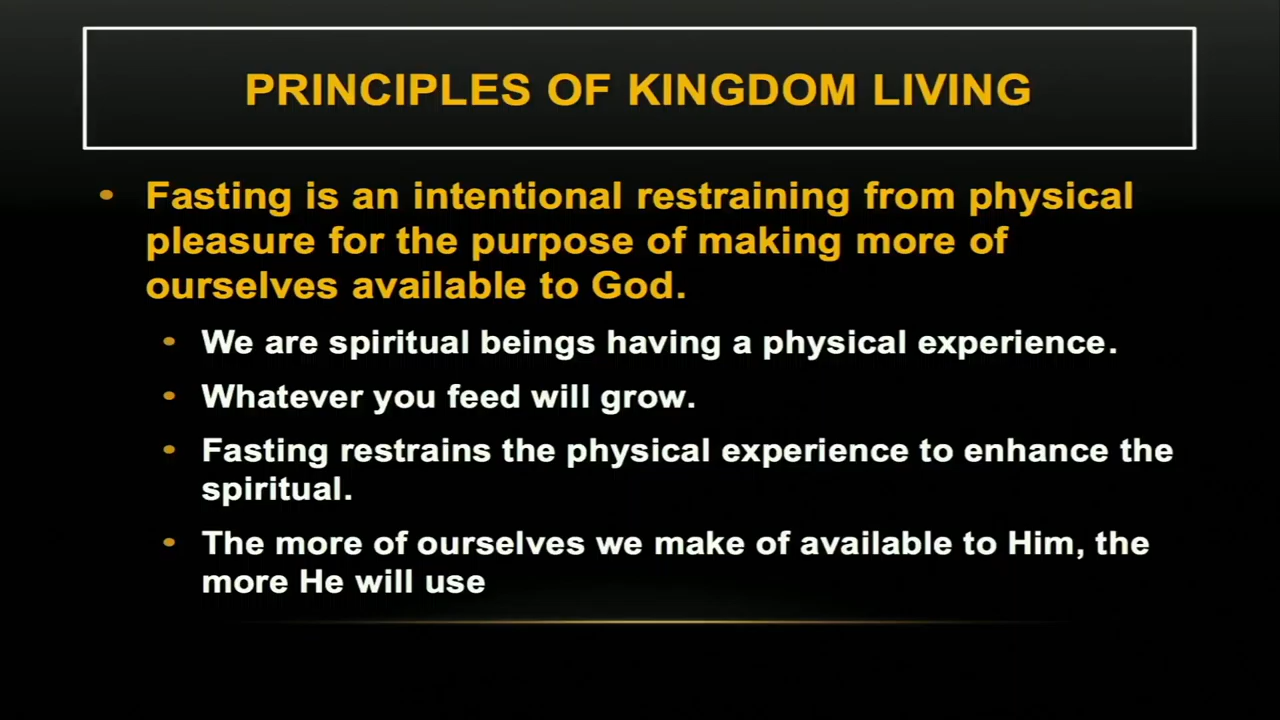 PRINCIPLES OF KINGDOM LIVING
• Fasting is an intentional restraining from physical
pleasure for the purpose of making more of
ourselves available to God.
• We are spiritual beings having a physical experience.
• Whatever you feed will grow.
• Fasting restrains the physical experience to enhance the
spiritual.
• The more of ourselves we make of available to Him, the
more He will use